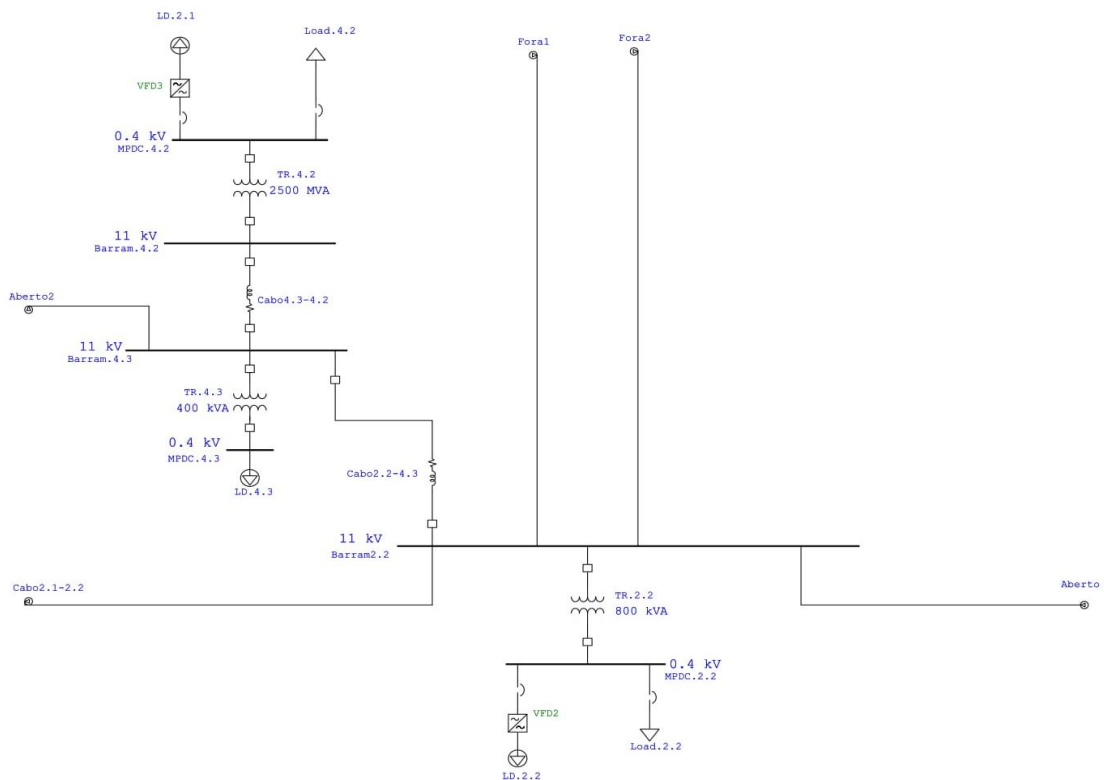 LD.2.1
Load.4.2
Fora1
Fora2
VFD3
0.4 kV
MPDC.4.2
TR.4.2
2500 MVA
11 kV
Barram.4.2
Aberto2
Cabo4.3-4.2
11 kV
Barram.4.3
TR.4.3
400 kVA
0.4 kV
MPDC.4.3
LD.4.3
Cabo2.2-4.3
11 kV
Barram2.2
Cabo2.1-2.2
Aberto
TR.2.2
800 kVA
0.4 kV
MPDC.2.2
VFD2
Load.2.2
LD.2.2